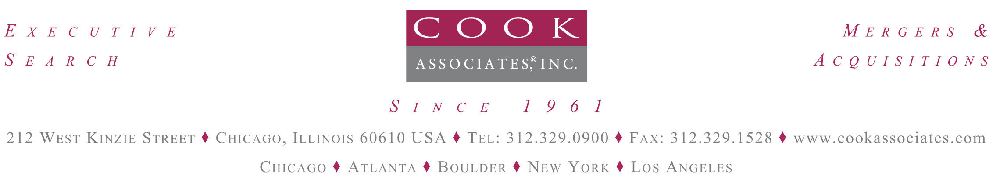 EXECUTIVE
SEARCH
COOK
ASSOCIATES,® INC.
MERGERS &
ACQUISITIONS
SINCE 1961
212 WEST KINZIE STREET ♦ CHICAGO, ILLINOIS 60610 USA ♦ TEL: 312.329.0900 ♦ FAX: 312.329.1528 ♦ www.cookassociates.com
CHICAGO ♦ ATLANTA ♦ BOULDER ♦ NEW YORK ♦ LOS ANGELES